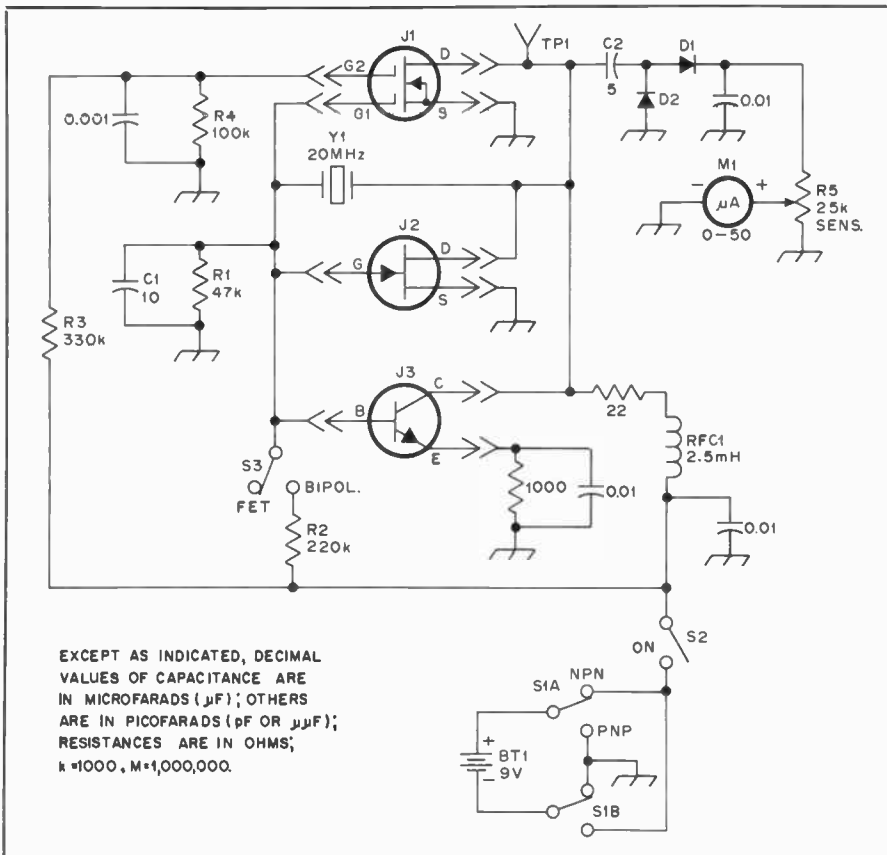 J1
G2
D
TP1
C2
5
D1
D2
0.01
G1
S
0.001
R4
100k
Y1
20MHz
M1
-
+
μA
0-50
R5
25k
SENS.
J2
G
D
S
C1
10
R1
47k
R3
330k
J3
B
C
E
22
RFC1
2.5mH
S3
FET
BIPOL.
R2
220k
1000
0.01
0.01
S2
ON
EXCEPT AS INDICATED, DECIMAL
VALUES OF CAPACITANCE ARE
IN MICROFARADS (μF); OTHERS
ARE IN PICOFARADS (pF OR μμF);
RESISTANCES ARE IN OHMS;
k=1000, M=1,000,000.
S1A
NPN
PNP
+
BT1
9V
-
S1B